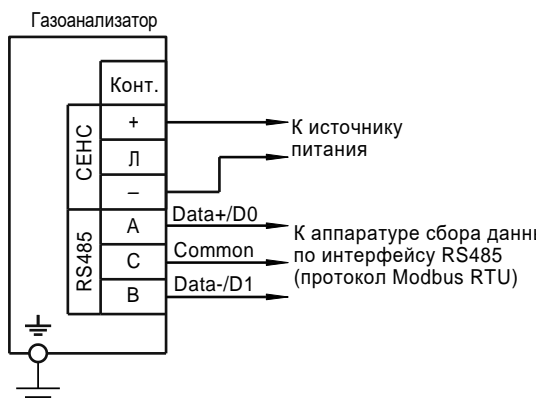 Газоанализатор
Конт.
СЕНС
+
Л
–
К источнику
питания
RS485
A
C
B
Data+/D0
Common
Data-/D1
К аппаратуре сбора данн
по интерфейсу RS485
(протокол Modbus RTU)